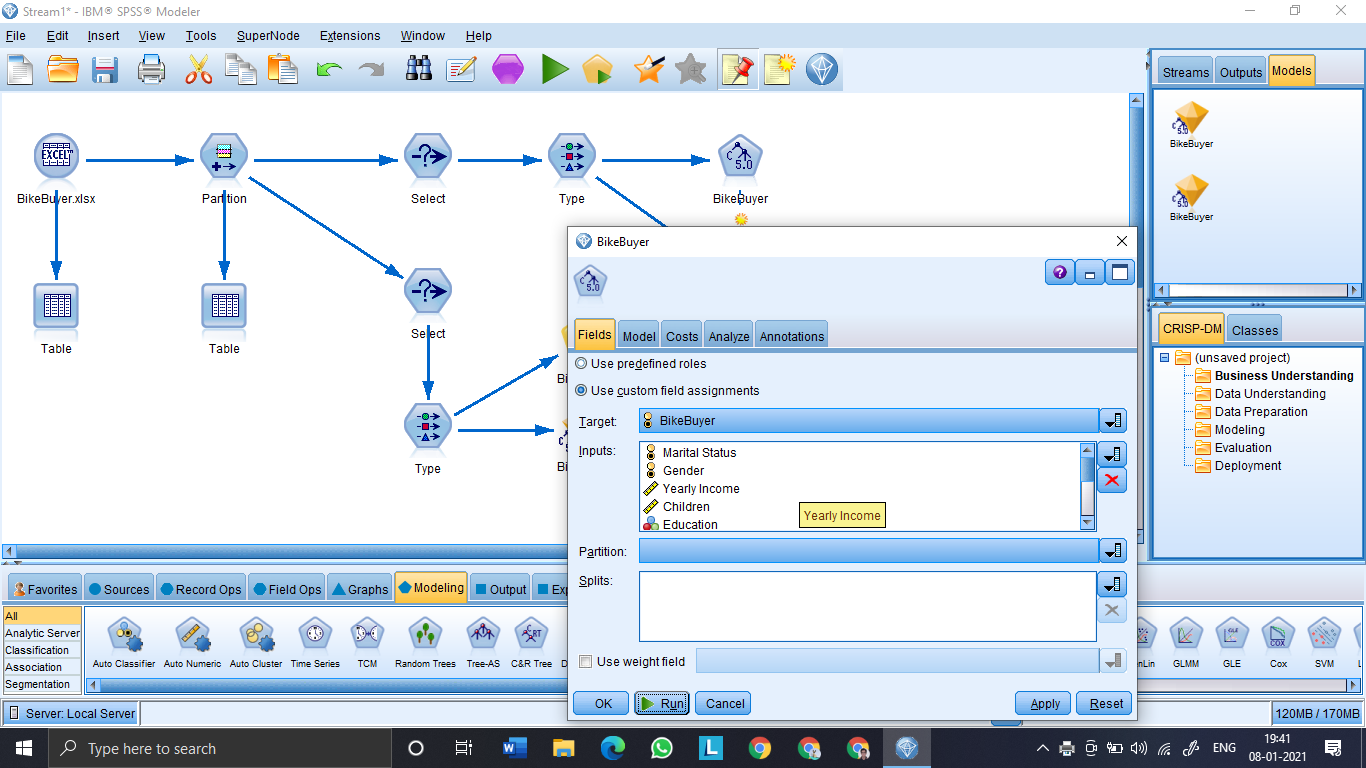 Stream1* - IBM® SPSS® Modeler
File Edit Insert View Tools SuperNode Extensions Window Help
Streams Outputs Models
BikeBuyer
BikeBuyer
EXCEL
C 5.0
BikeBuyer.xlsx Partition Select Type BikeBuyer
Table Table Select
Type
BikeBuyer
C 5.0
Fields Model Costs Analyze Annotations
Use predefined roles
Use custom field assignments
Target: BikeBuyer
Inputs: Marital Status
Gender
Yearly Income
Children
Yearly Income
Education
Partition:
Splits:
Use weight field
OK Run Cancel Apply Reset
CRISP-DM Classes
(unsaved project)
Business Understanding
Data Understanding
Data Preparation
Modeling
Evaluation
Deployment
Favorites Sources Record Ops Field Ops Graphs Modeling Output
All
Analytic Server
Classification
Association
Segmentation
Auto Classifier Auto Numeric Auto Cluster Time Series TCM Random Trees Tree-AS C&R Tree
GLMM GLE Cox SVM
Server: Local Server 120MB / 170MB
Type here to search
ENG 19:41
08-01-2021